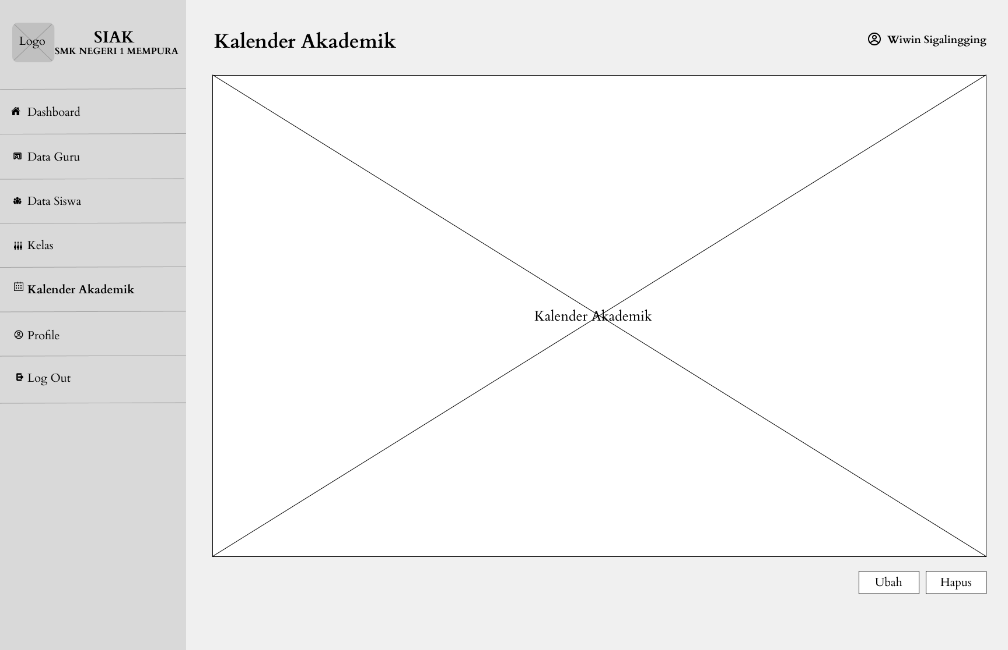 Logo
SIAK
SMK NEGERI 1 MEMPURA
Dashboard
Data Guru
Data Siswa
Kelas
Kalender Akademik
Profile
Log Out
Kalender Akademik
Wiwin Sigalingging
Kalender Akademik
Ubah
Hapus